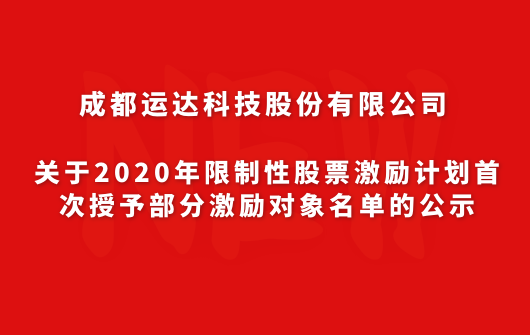 NEW
成都运达科技股份有限公司
关于2020年限制性股票激励计划首
次授予部分激励对象名单的公示